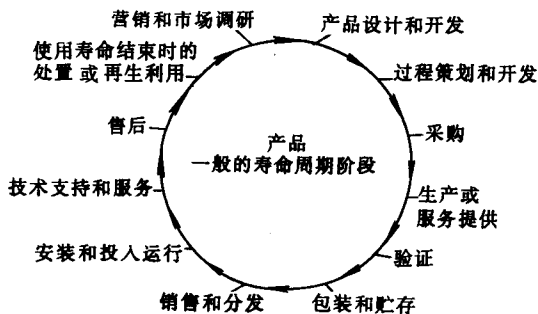 营销和市场调研
产品设计和开发
过程策划和开发
采购
生产或
服务提供
验证
包装和贮存
销售和分发
安装和投入运行
技术支持和服务
售后
使用寿命结束时的
处置或再生利用
产品
一般的寿命周期阶段